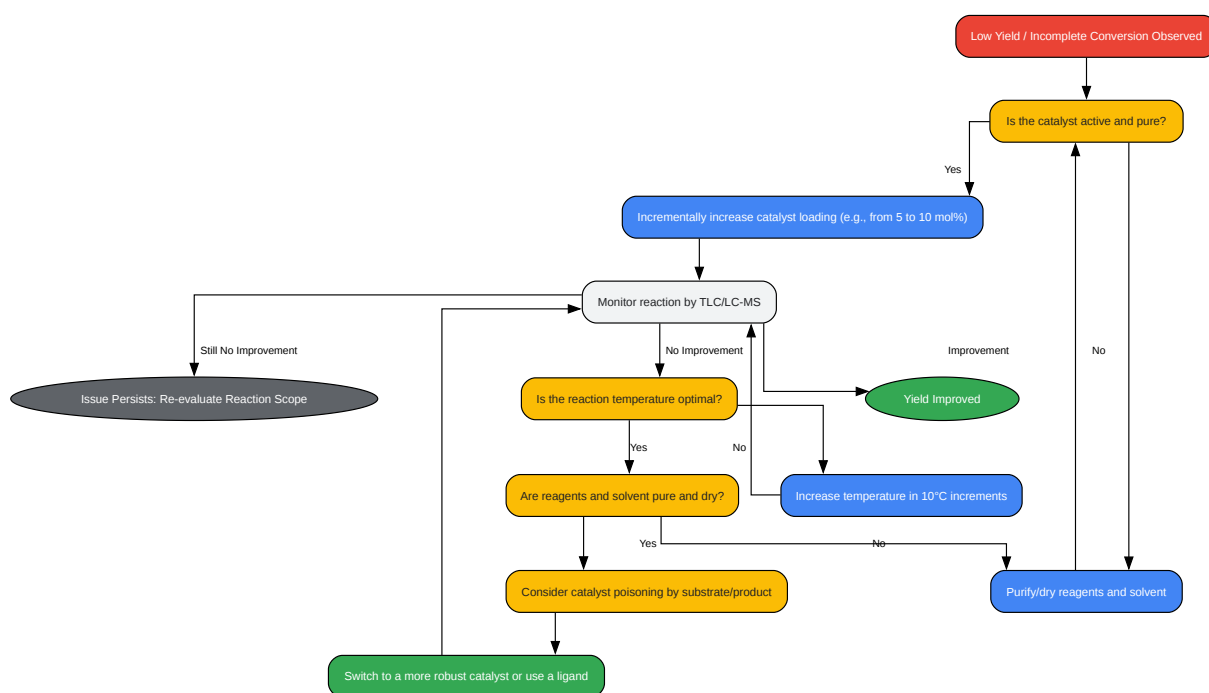 Low Yield / Incomplete Conversion Observed
Is the catalyst active and pure?
Yes
Incrementally increase catalyst loading (e.g., from 5 to 10 mol%)
Monitor reaction by TLC/LC-MS
Still No Improvement
No Improvement
Improvement
No
Issue Persists: Re-evaluate Reaction Scope
Is the reaction temperature optimal?
Yield Improved
Yes
No
Are reagents and solvent pure and dry?
Increase temperature in 10°C increments
Yes
No
Consider catalyst poisoning by substrate/product
Purify/dry reagents and solvent
Switch to a more robust catalyst or use a ligand